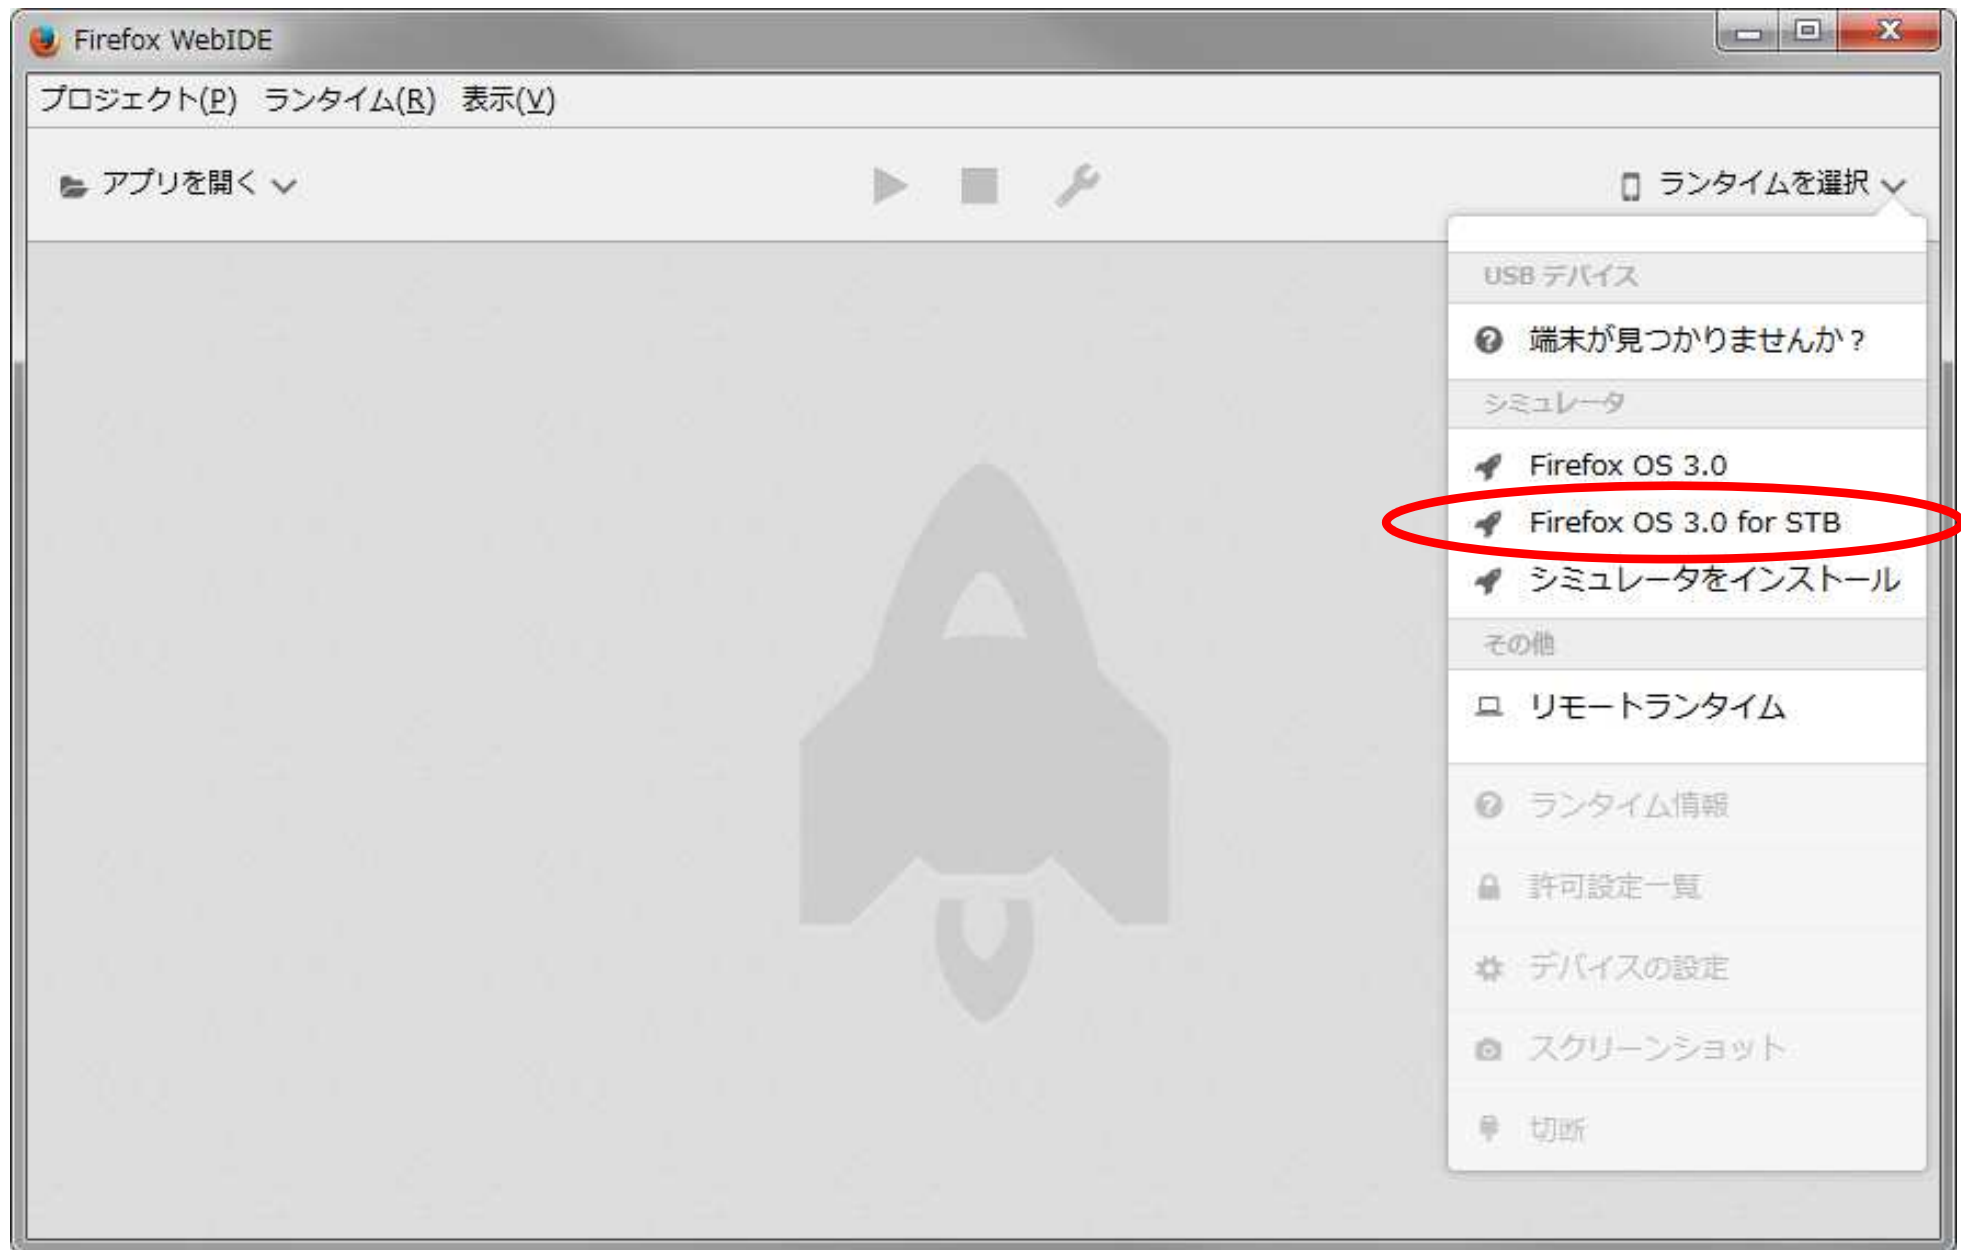 Firefox WebIDE
プロジェクト(P) ランタイム(R) 表示(V)
アプリを開く
ランタイムを選択
USB デバイス
端末が見つかりませんか？
シミュレータ
Firefox OS 3.0
Firefox OS 3.0 for STB
シミュレータをインストール
その他
リモートランタイム
ランタイム情報
許可設定一覧
デバイスの設定
スクリーンショット
切断